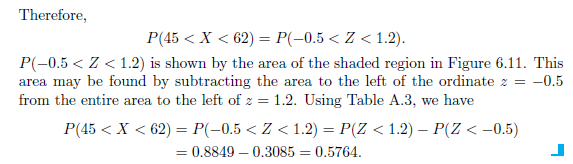 Therefore,
P(45 < X < 62) = P(−0.5 < Z < 1.2).
P(−0.5 < Z < 1.2) is shown by the area of the shaded region in Figure 6.11. This
area may be found by subtracting the area to the left of the ordinate z = −0.5
from the entire area to the left of z = 1.2. Using Table A.3, we have
P(45 < X < 62) = P(−0.5 < Z < 1.2) = P(Z < 1.2) − P(Z < −0.5)
= 0.8849 − 0.3085 = 0.5764.